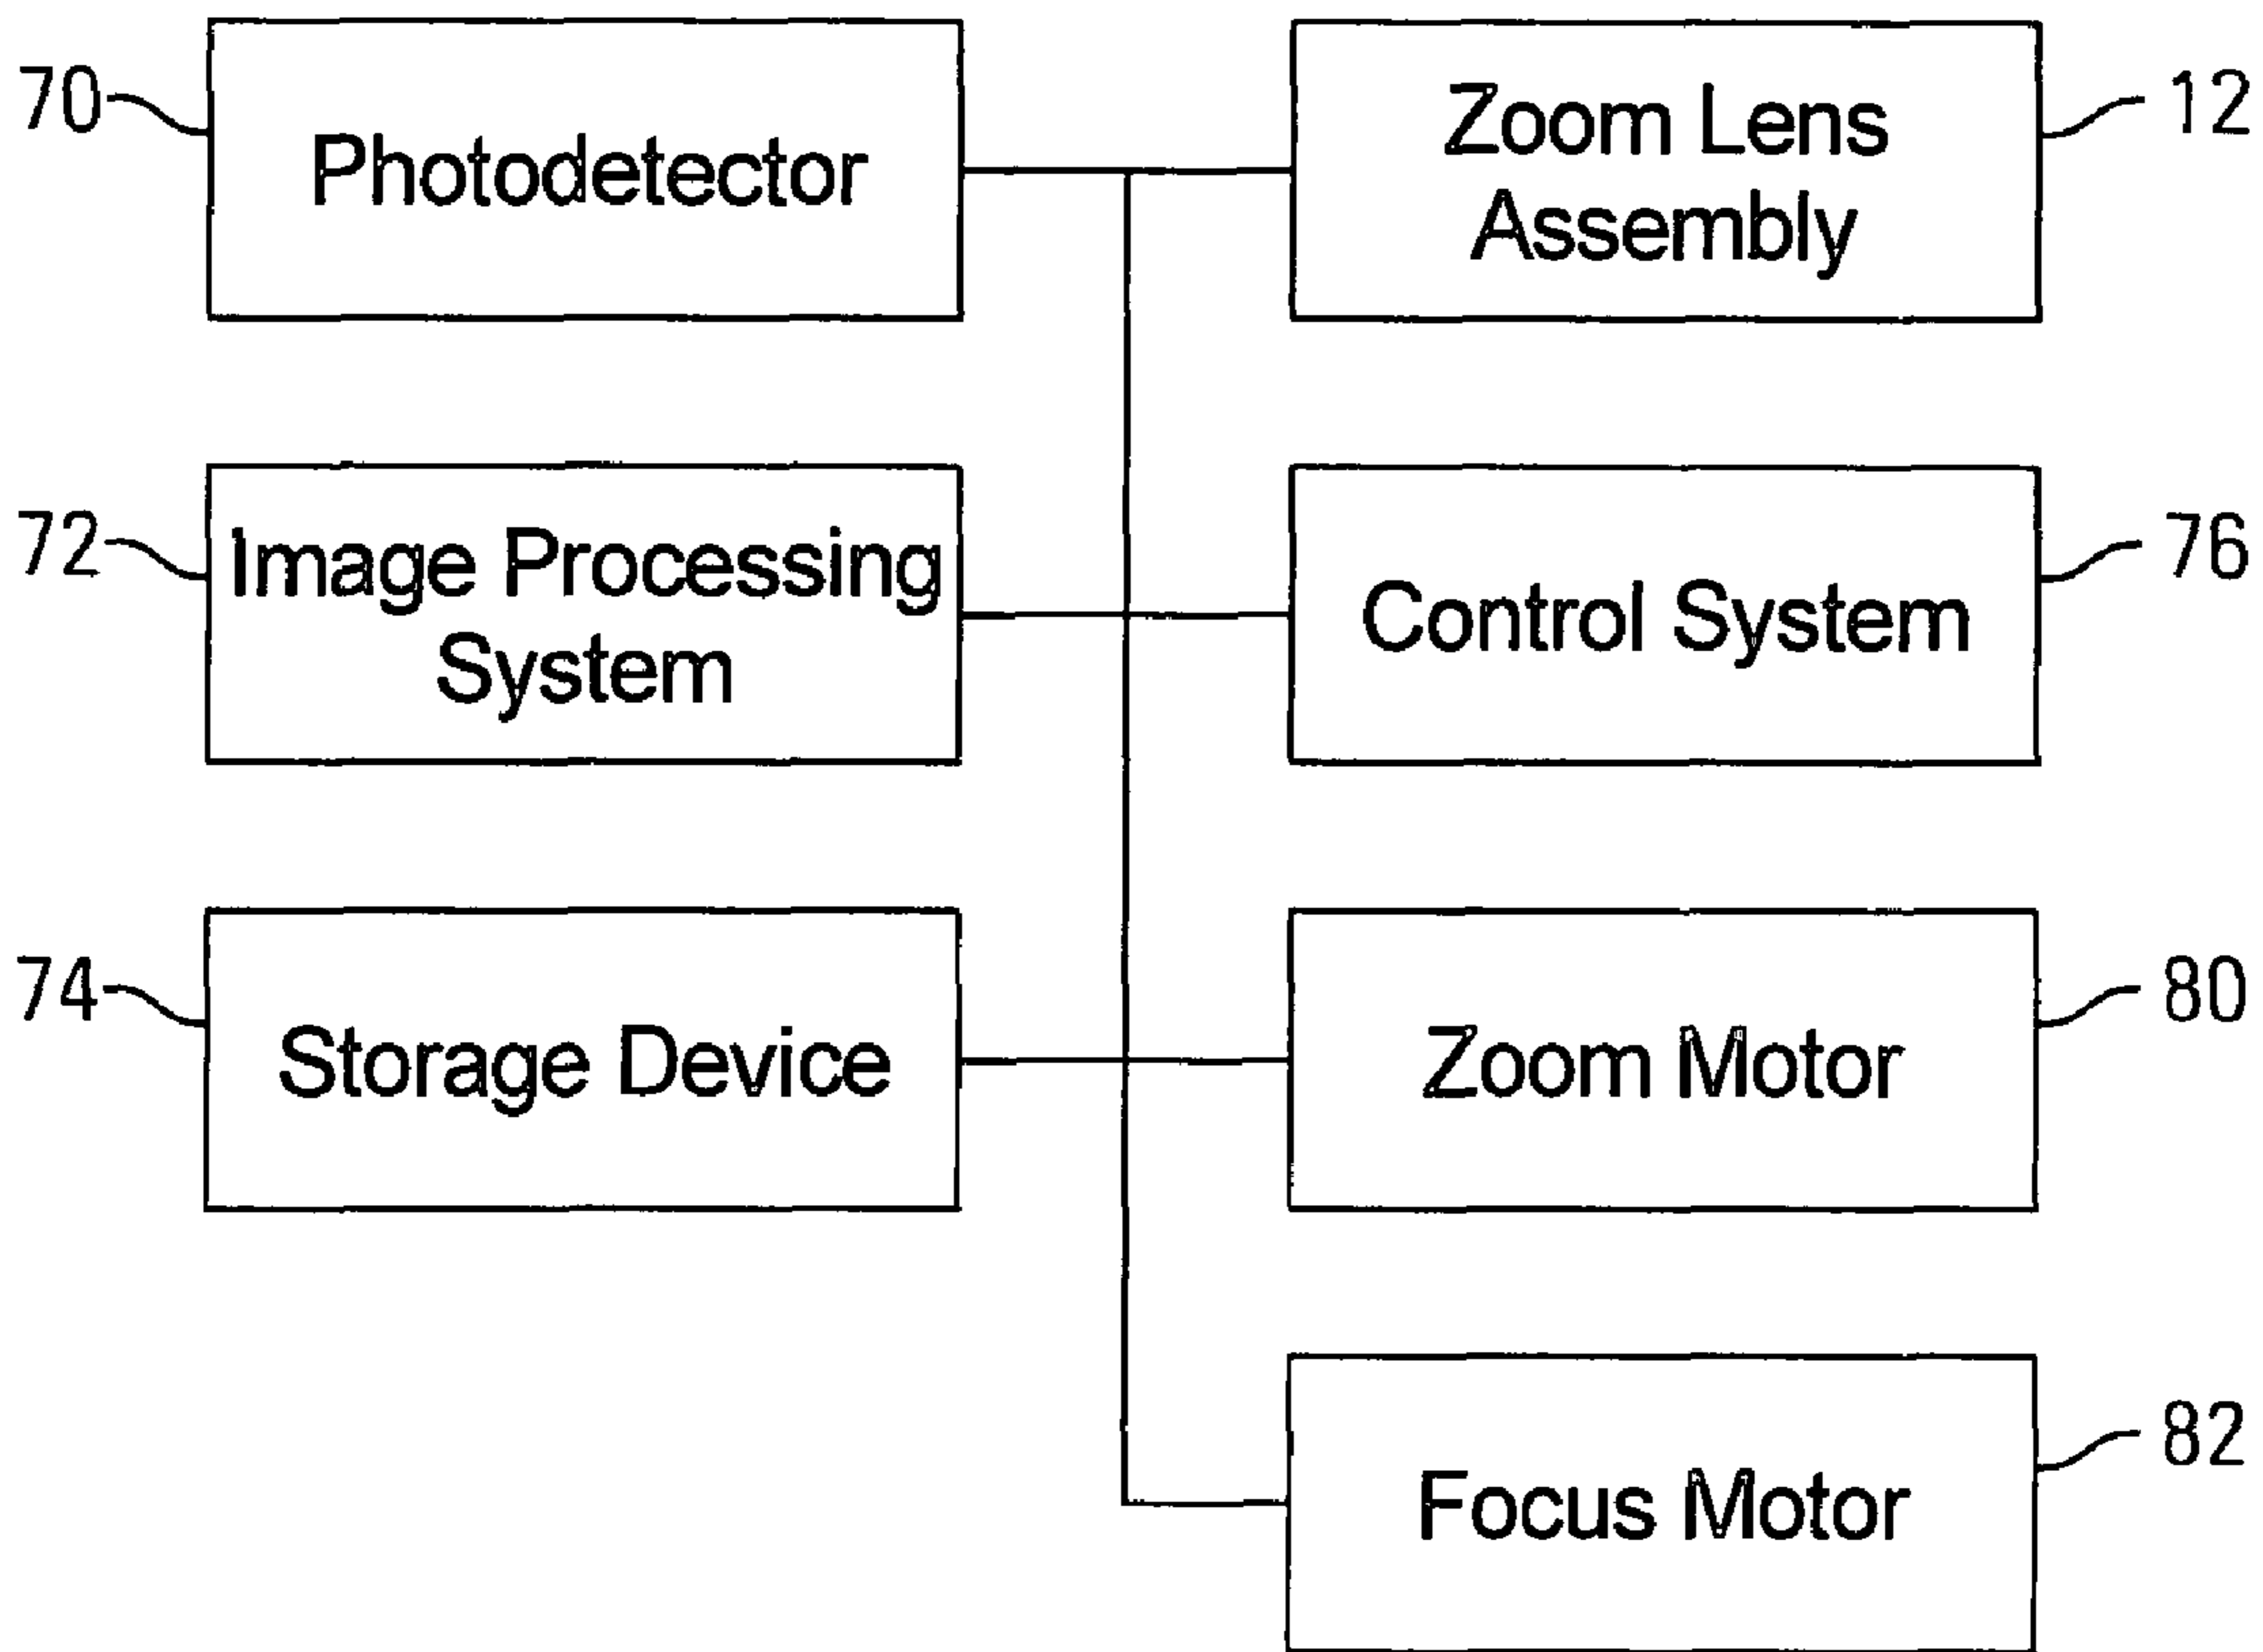 70
Photodetector
Zoom Lens
Assembly
12
72
Image Processing
System
Control System
76
74
Storage Device
Zoom Motor
80
Focus Motor
82